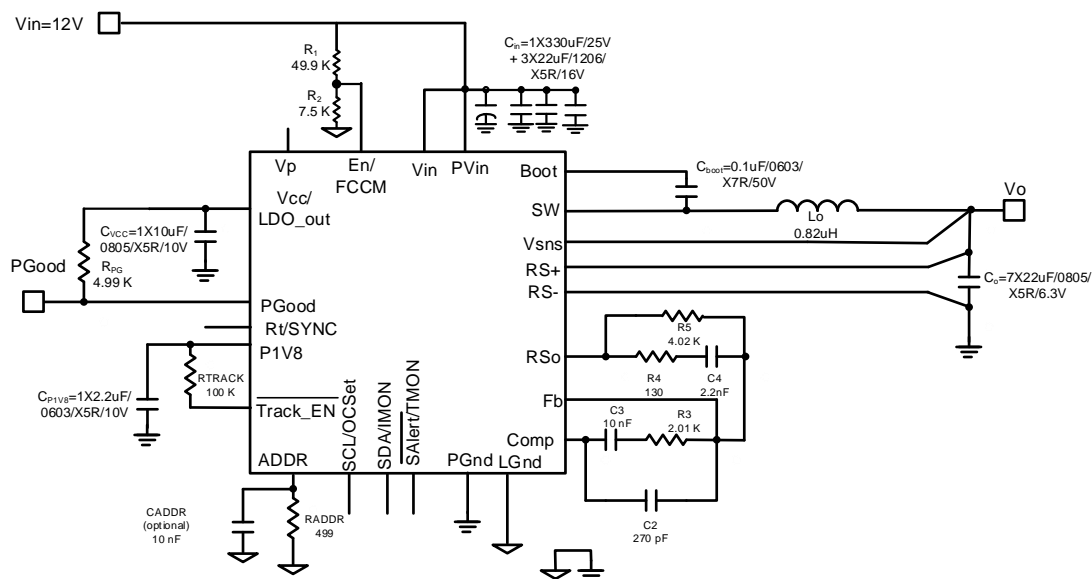 Vin=12V
R1
49.9 K
R2
7.5 K
Cin=1X330uF/25V
+ 3X22uF/1206/
X5R/16V
Vp
En/
FCCM
Vin
PVin
Boot
Cboot=0.1uF/0603/
X7R/50V
Vcc/
LDO_out
SW
Lo
0.82uH
Vo
CVCC=1X10uF/
0805/X5R/10V
Vsns
PGood
RPG
4.99 K
RS+
RS-
Co=7X22uF/0805/
X5R/6.3V
PGood
Rt/SYNC
P1V8
R5
4.02 K
RSo
R4
130
C4
2.2nF
CP1V8=1X2.2uF/
0603/X5R/10V
RTRACK
100 K
Track_EN
Fb
C3
10 nF
R3
2.01 K
Comp
ADDR
SCL/OCSet
SDA/IMON
SAlert/TMON
PGnd
LGnd
CADDR
(optional)
10 nF
RADDR
499
C2
270 pF